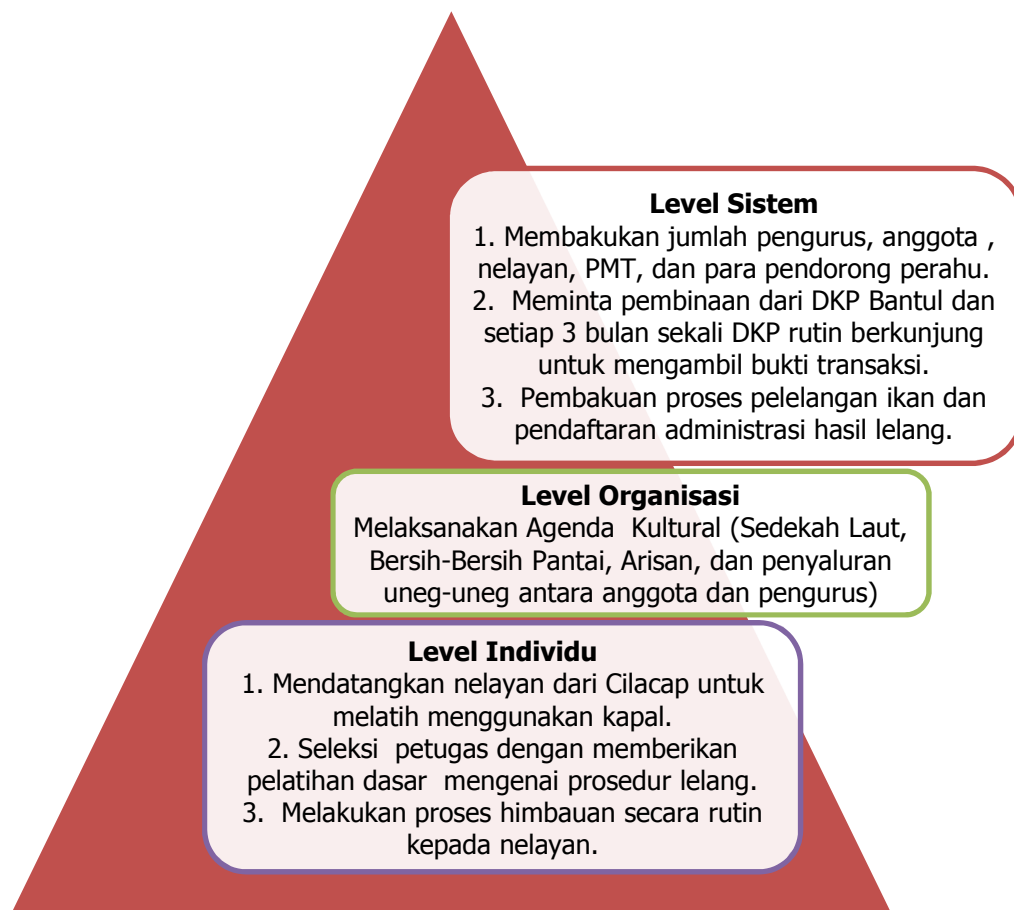 Level Sistem
1. Membakukan jumlah pengurus, anggota ,
nelayan, PMT, dan para pendorong perahu.
2. Meminta pembinaan dari DKP Bantul dan
setiap 3 bulan sekali DKP rutin berkunjung
untuk mengambil bukti transaksi.
3. Pembakuan proses pelelangan ikan dan
pendaftaran administrasi hasil lelang.
Level Organisasi
Melaksanakan Agenda Kultural (Sedekah Laut,
Bersih-Bersih Pantai, Arisan, dan penyaluran
uneg-uneg antara anggota dan pengurus)
Level Individu
1. Mendatangkan nelayan dari Cilacap untuk
melatih menggunakan kapal.
2. Seleksi petugas dengan memberikan
pelatihan dasar mengenai prosedur lelang.
3. Melakukan proses himbauan secara rutin
kepada nelayan.